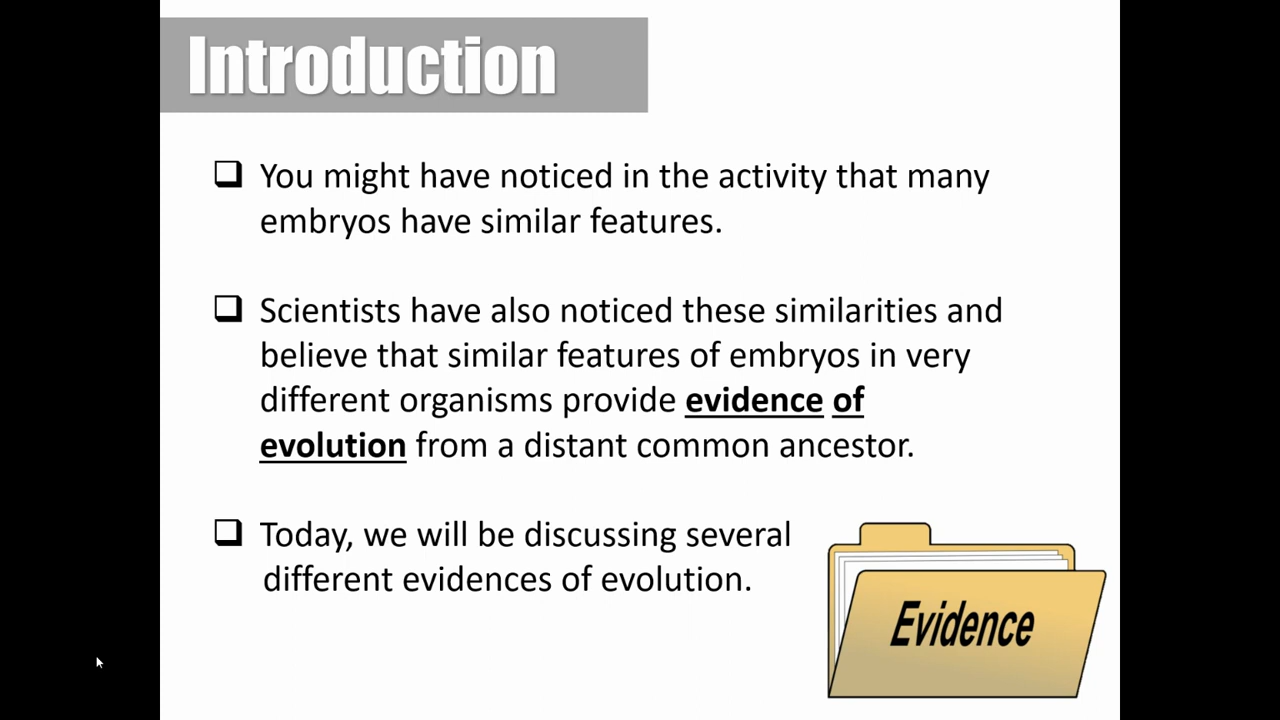 Introduction
You might have noticed in the activity that many
embryos have similar features.
Scientists have also noticed these similarities and
believe that similar features of embryos in very
different organisms provide evidence of
evolution from a distant common ancestor.
Today, we will be discussing several
different evidences of evolution.
Evidence